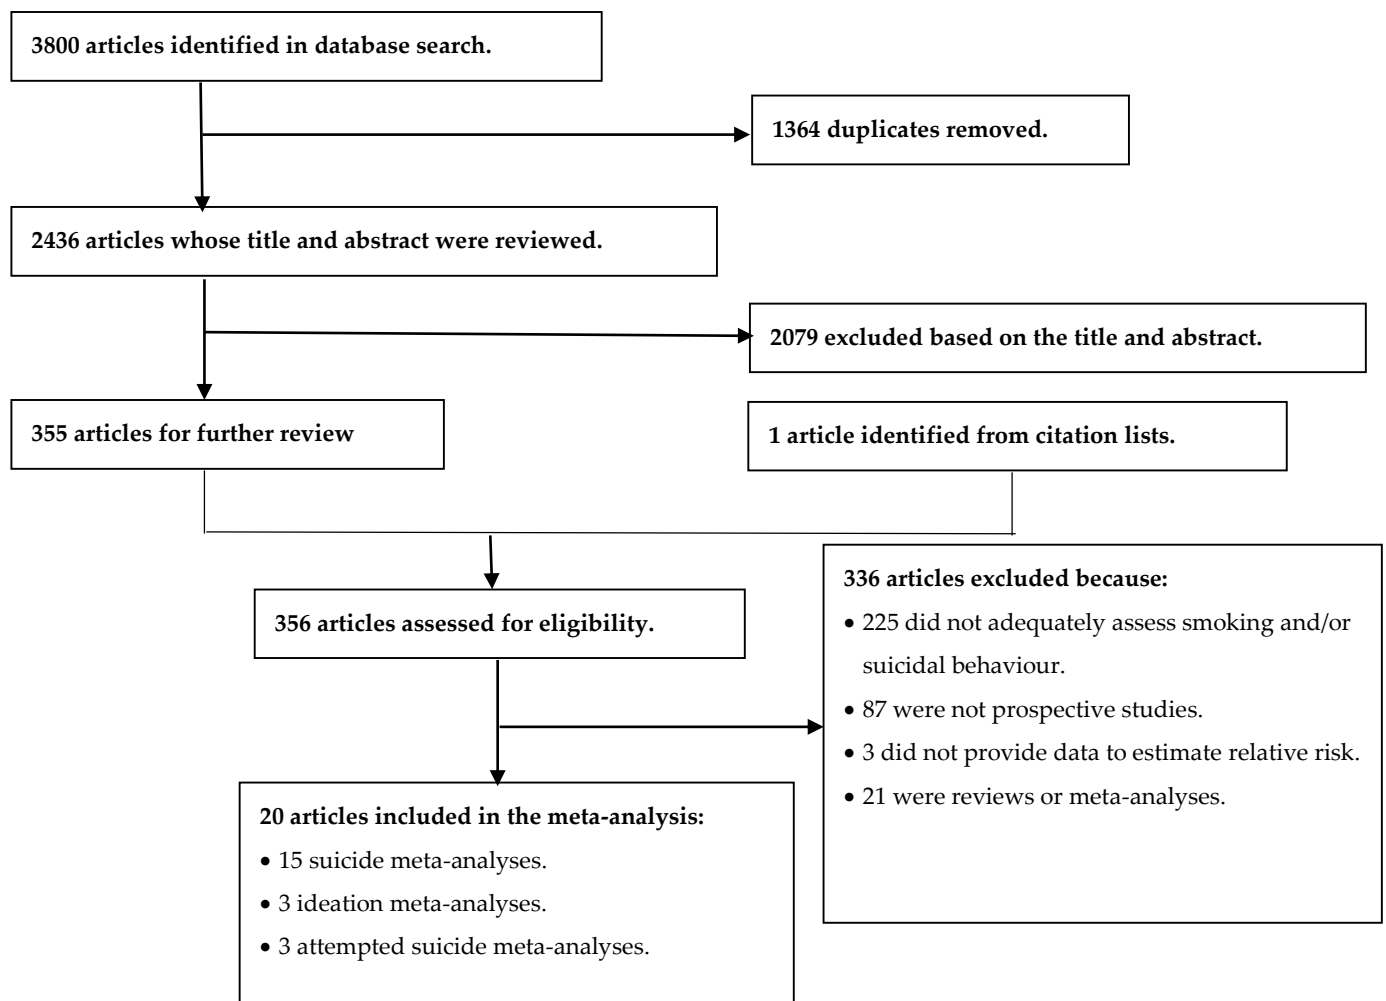 3800 articles identified in database search.
1364 duplicates removed.
2436 articles whose title and abstract were reviewed.
2079 excluded based on the title and abstract.
355 articles for further review
1 article identified from citation lists.
356 articles assessed for eligibility.
336 articles excluded because:
• 225 did not adequately assess smoking and/or
suicidal behaviour.
• 87 were not prospective studies.
• 3 did not provide data to estimate relative risk.
• 21 were reviews or meta-analyses.
20 articles included in the meta-analysis:
• 15 suicide meta-analyses.
• 3 ideation meta-analyses.
• 3 attempted suicide meta-analyses.